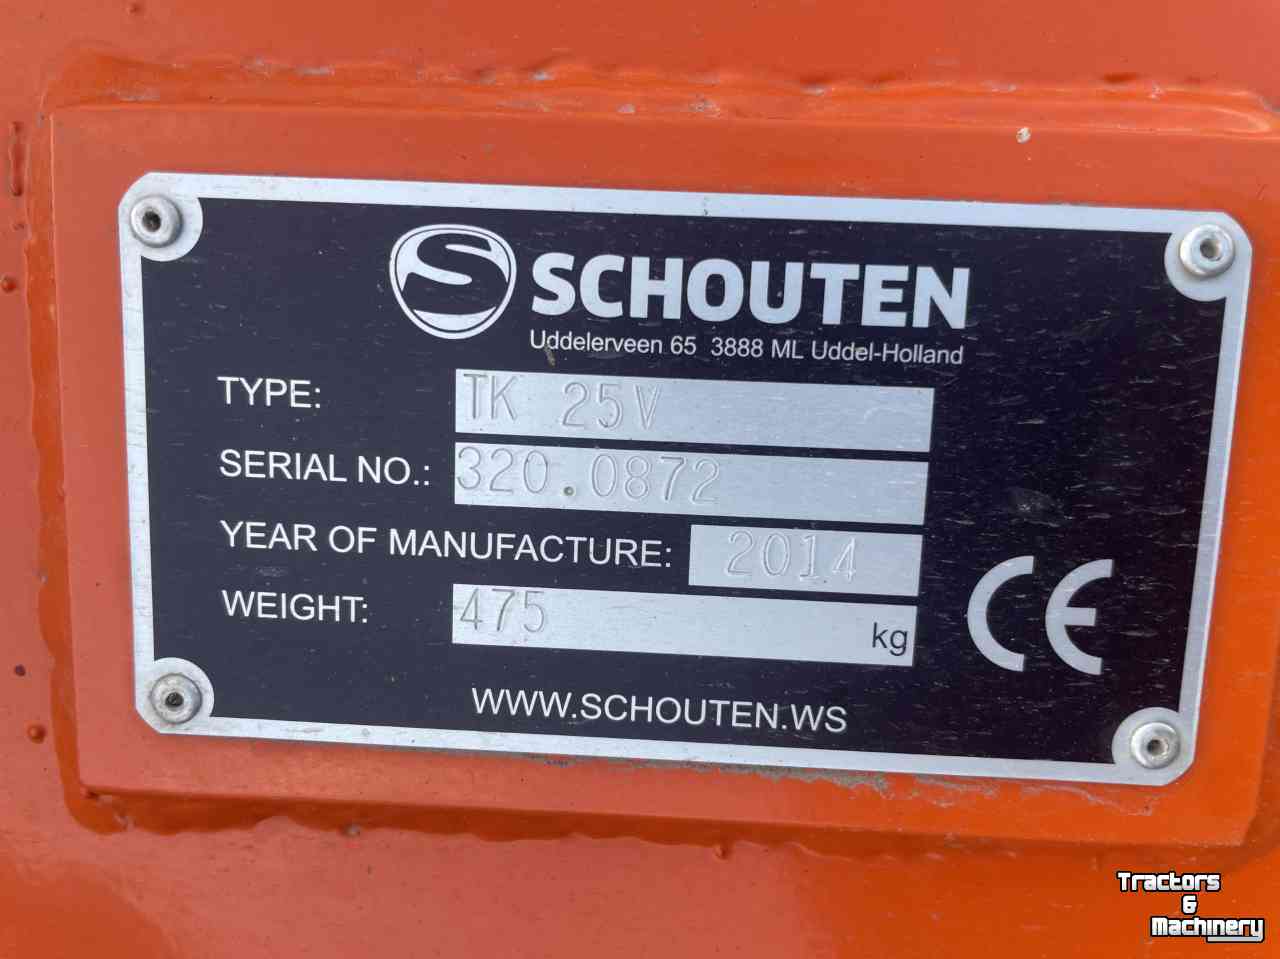 S SCHOUTEN
Uddelerveen 65 3888 ML Uddel-Holland
TYPE: TK 25V
SERIAL NO.: 320.0872
YEAR OF MANUFACTURE: 2014
WEIGHT: 475 kg
CE
WWW.SCHOUTEN.WS
Tractors
&
Machinery